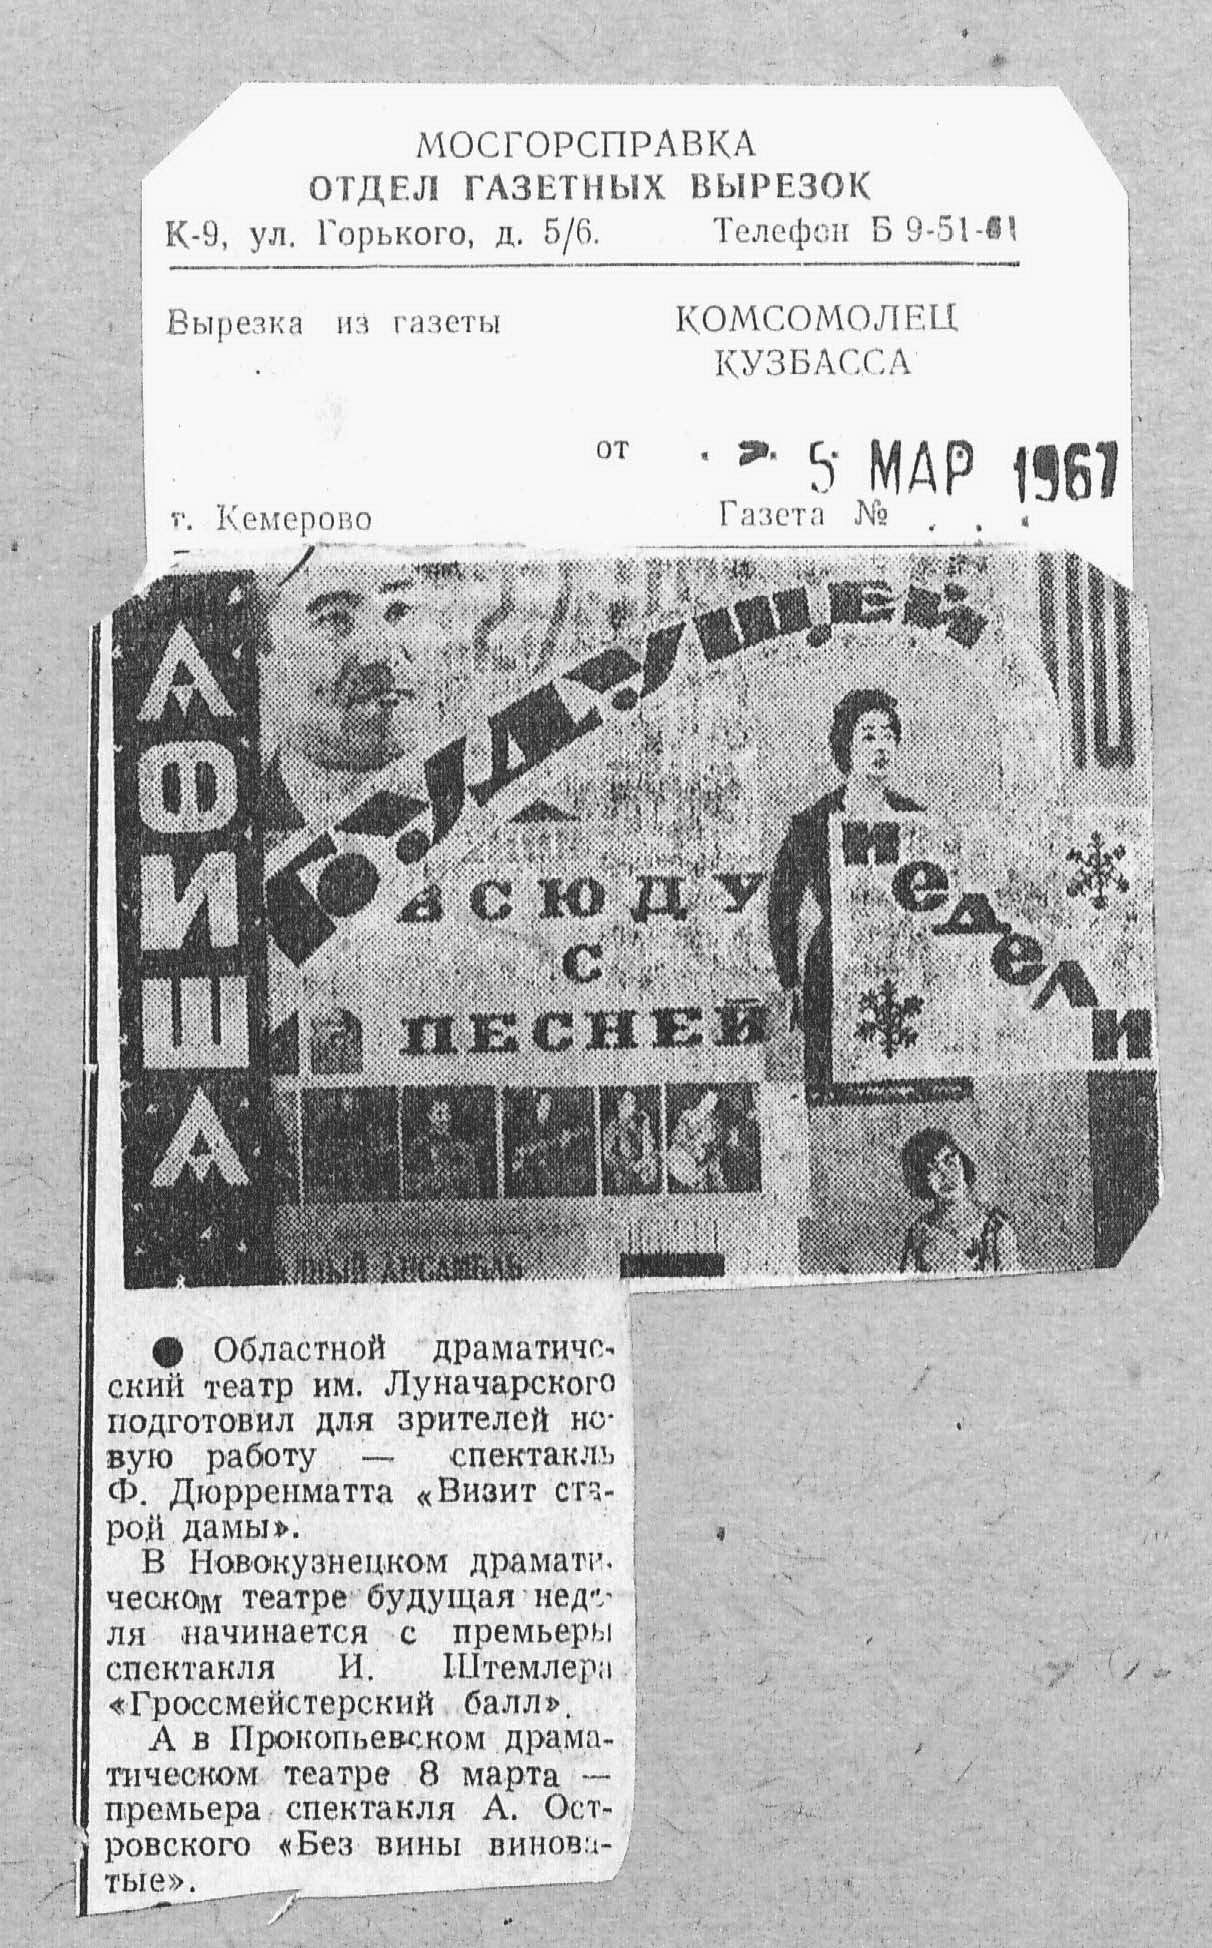 МОСГОРСПРАВКА
ОТДЕЛ ГАЗЕТНЫХ ВЫРЕЗОК
К-9, ул. Горького, д. 5/6. Телефон Б 9-51-61
Вырезка из газеты
КОМСОМОЛЕЦ
КУЗБАССА
от 5 МАР 1967
г. Кемерово Газета №
АФИША
БУДУЩЕЙ
недели
ВСЮДУ
С
ПЕСНЕЙ
АНСАМБЛЬ
● Областной драматиче-
ский театр им. Луначарского
подготовил для зрителей но-
вую работу — спектакль
Ф. Дюрренматта «Визит ста-
рой дамы».
В Новокузнецком драмати-
ческом театре будущая неде-
ля начинается с премьеры
спектакля И. Штемлера
«Гроссмейстерский балл».
А в Прокопьевском драма-
тическом театре 8 марта —
премьера спектакля А. Ост-
ровского «Без вины винова-
тые».